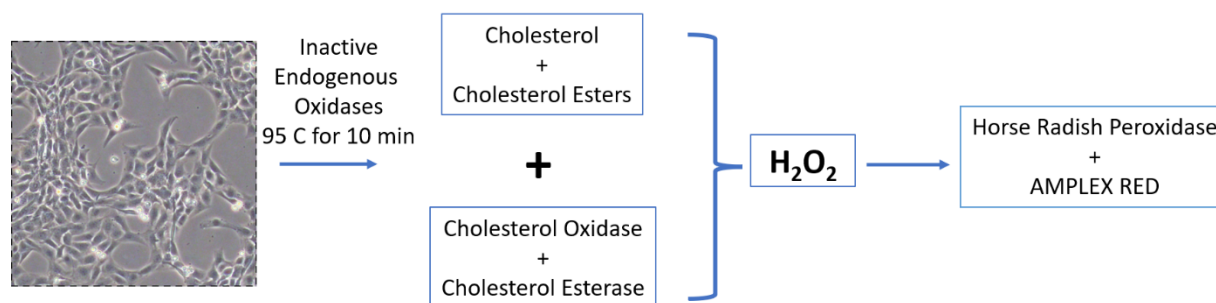 Inactive
Endogenous
Oxidases
95 C for 10 min
Cholesterol
+
Cholesterol Esters
+
Cholesterol Oxidase
+
Cholesterol Esterase
H₂O₂
Horse Radish Peroxidase
+
AMPLEX RED